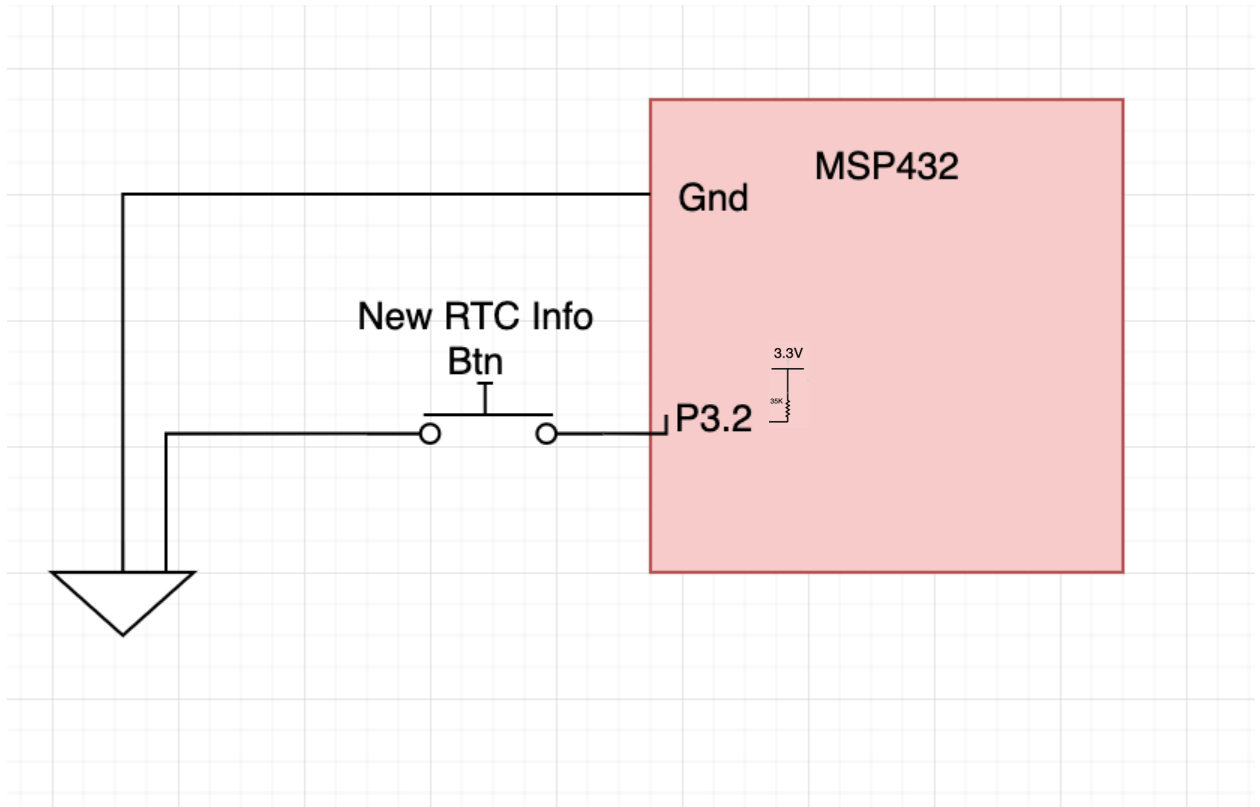 MSP432
Gnd
New RTC Info
Btn
3.3V
35K
P3.2